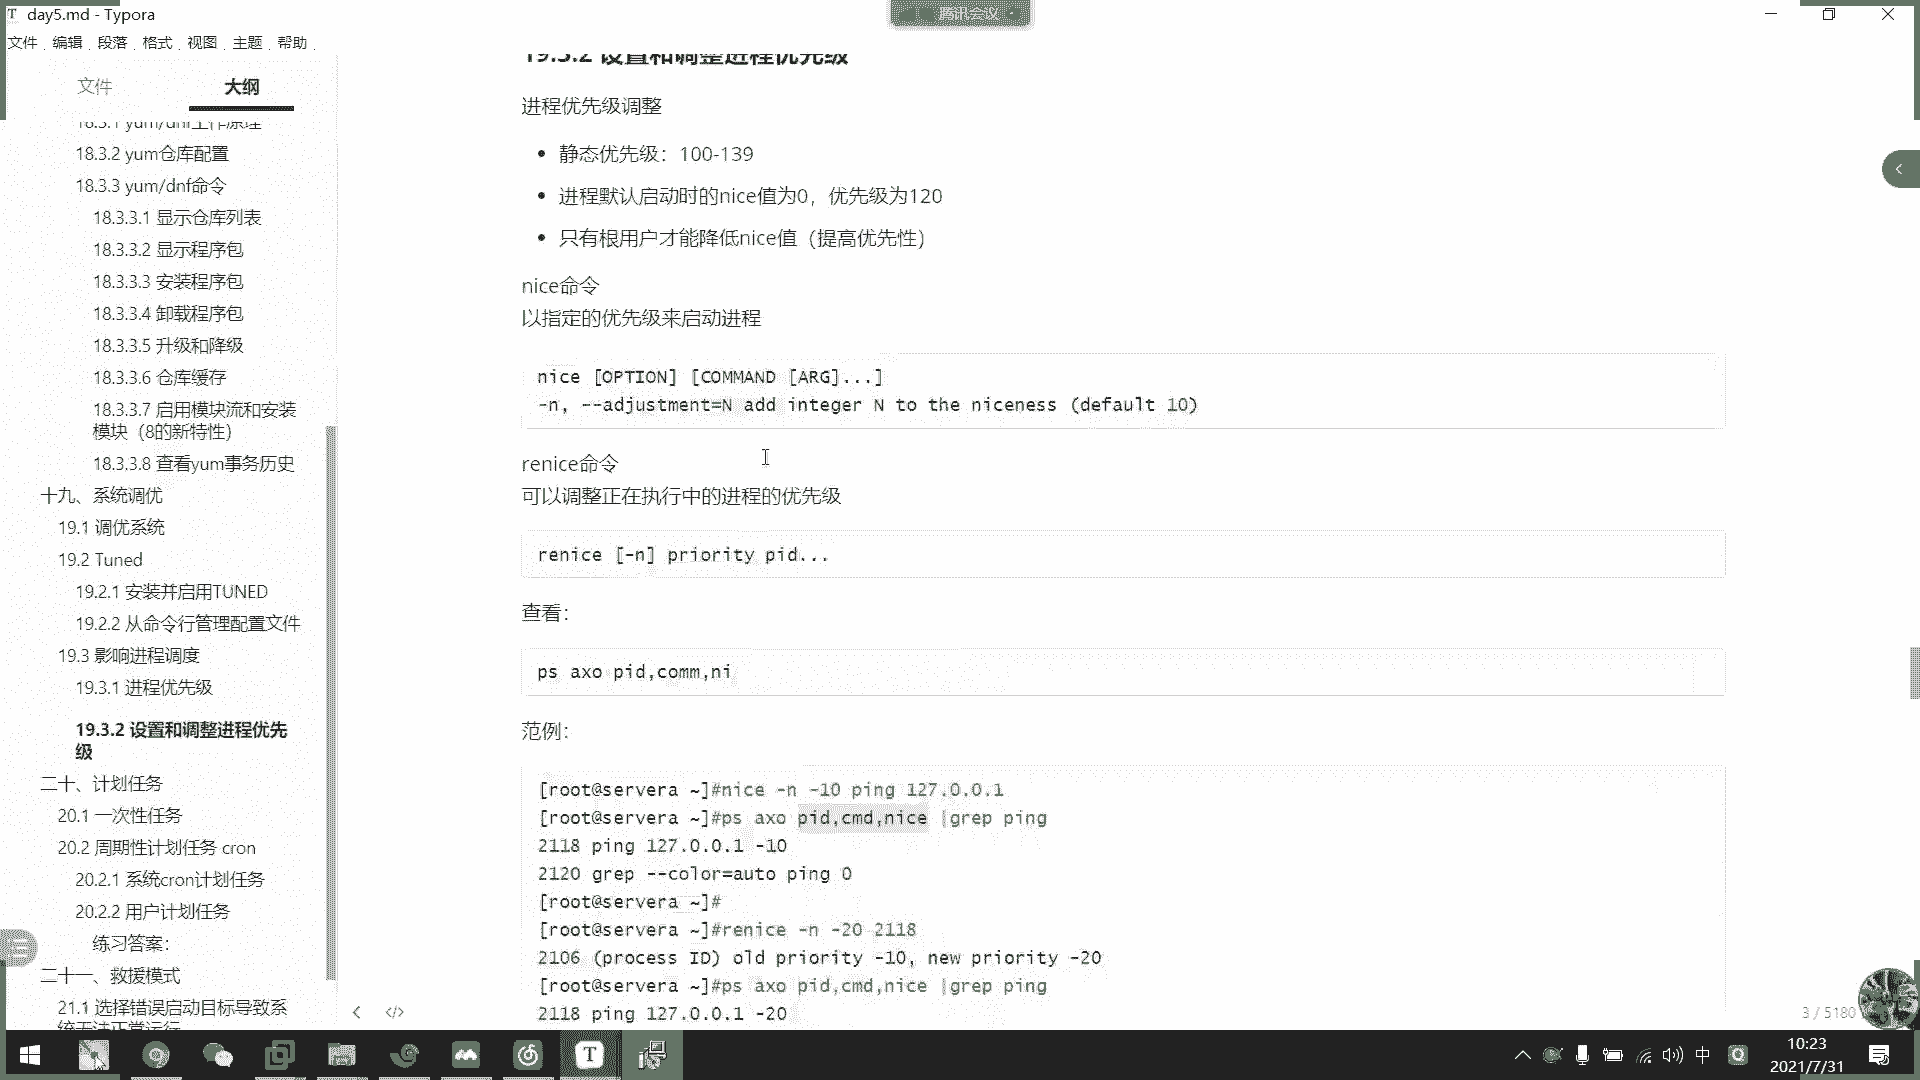 day5.md - Typora
腾讯会议
文件 编辑 段落 格式 视图 主题 帮助
文件
大纲
18.3.1 yum/dnf工作原理
18.3.2 yum仓库配置
18.3.3 yum/dnf命令
18.3.3.1 显示仓库列表
18.3.3.2 显示程序包
18.3.3.3 安装程序包
18.3.3.4 卸载程序包
18.3.3.5 升级和降级
18.3.3.6 仓库缓存
18.3.3.7 启用模块流和安装
模块（8的新特性）
18.3.3.8 查看yum事务历史
十九、系统调优
19.1 调优系统
19.2 Tuned
19.2.1 安装并启用TUNED
19.2.2 从命令行管理配置文件
19.3 影响进程调度
19.3.1 进程优先级
19.3.2 设置和调整进程优先
级
二十、计划任务
20.1 一次性任务
20.2 周期性计划任务 cron
20.2.1 系统cron计划任务
20.2.2 用户计划任务
练习答案：
二十一、救援模式
21.1 选择错误启动目标导致系
统无法正常运行
19.3.2 设置和调整进程优先级
进程优先级调整
静态优先级：100-139
进程默认启动时的nice值为0，优先级为120
只有根用户才能降低nice值（提高优先性）
nice命令
以指定的优先级来启动进程
nice [OPTION] [COMMAND [ARG]...]
-n, --adjustment=N add integer N to the niceness (default 10)
renice命令
可以调整正在执行中的进程的优先级
renice [-n] priority pid...
查看：
ps axo pid,comm,ni
范例：
[root@servera ~]#nice -n -10 ping 127.0.0.1
[root@servera ~]#ps axo pid,cmd,nice |grep ping
2118 ping 127.0.0.1 -10
2120 grep --color=auto ping 0
[root@servera ~]#
[root@servera ~]#renice -n -20 2118
2106 (process ID) old priority -10, new priority -20
[root@servera ~]#ps axo pid,cmd,nice |grep ping
2118 ping 127.0.0.1 -20
3 / 5180
中
10:23
2021/7/31